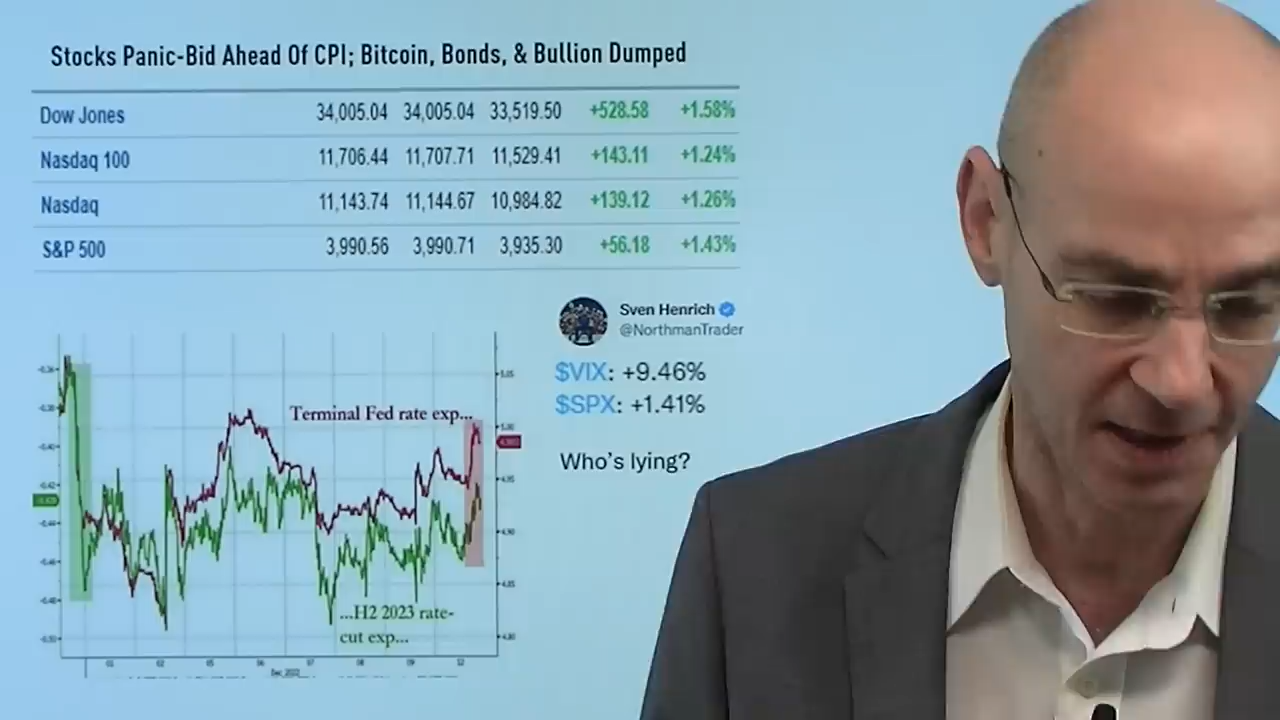 Stocks Panic-Bid Ahead Of CPI; Bitcoin, Bonds, & Bullion Dumped
Dow Jones 34,005.04 34,005.04 33,519.50 +528.58 +1.58%
Nasdaq 100 11,706.44 11,707.71 11,529.41 +143.11 +1.24%
Nasdaq 11,143.74 11,144.67 10,984.82 +139.12 +1.26%
S&P 500 3,990.56 3,990.71 3,935.30 +56.18 +1.43%
Sven Henrich
@NorthmanTrader
$VIX: +9.46%
$SPX: +1.41%
Who's lying?
Terminal Fed rate exp...
...H2 2023 rate-
cut exp...